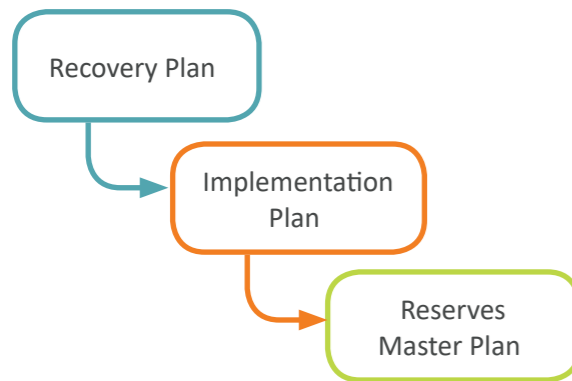 Recovery Plan
Implementation
Plan
Reserves
Master Plan